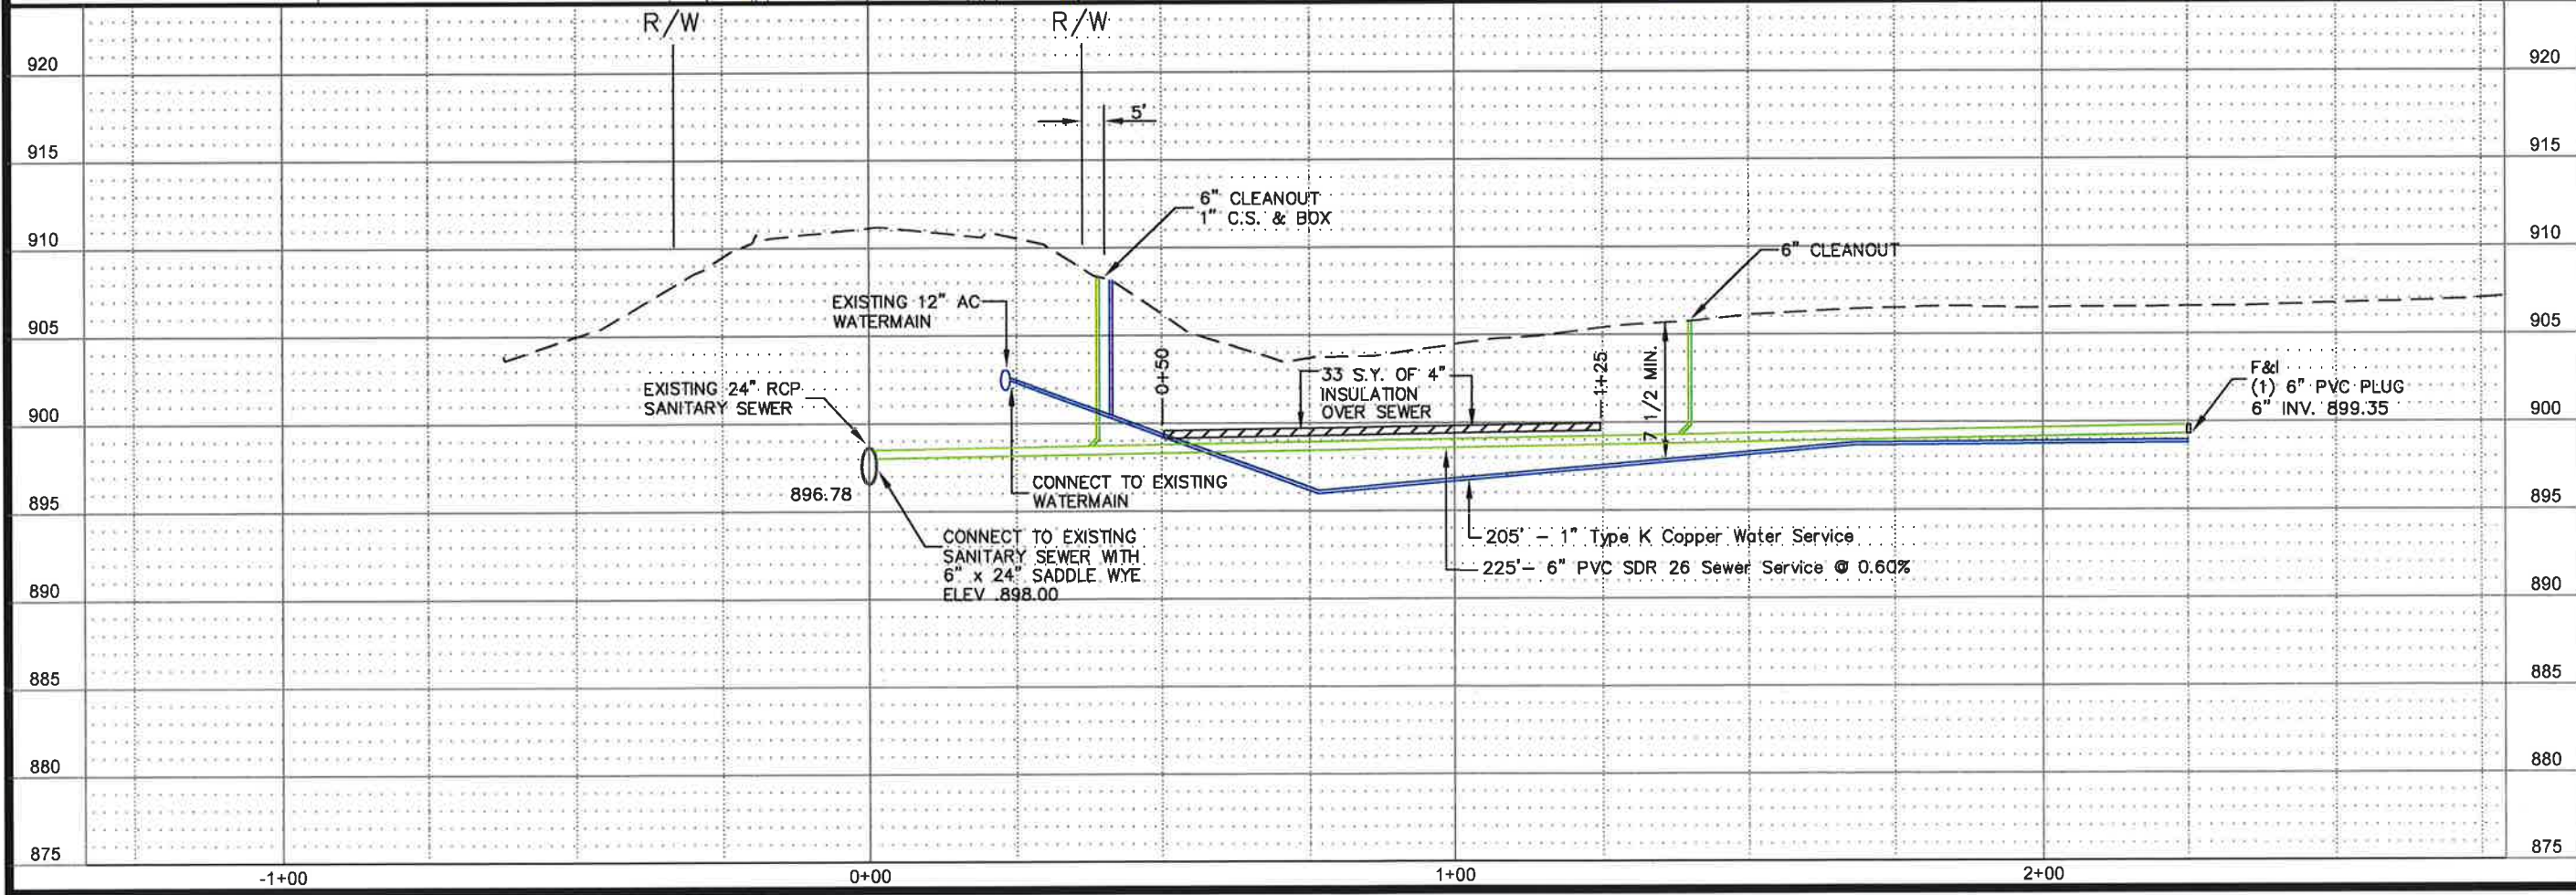 R/W
R/W
920
920
5'
915
915
6" CLEANOUT
1" C.S. & BOX
910
910
6" CLEANOUT
EXISTING 12" AC
WATERMAIN
905
905
0+50
1+25
7 1/2 MIN.
33 S.Y. OF 4"
INSULATION
OVER SEWER
F&I
(1) 6" PVC PLUG
6" INV. 899.35
EXISTING 24" RCP
SANITARY SEWER
900
900
896.78
CONNECT TO EXISTING
WATERMAIN
895
895
CONNECT TO EXISTING
SANITARY SEWER WITH
6" x 24" SADDLE WYE
ELEV .898.00
205' - 1" Type K Copper Water Service
225'- 6" PVC SDR 26 Sewer Service @ 0.60%
890
890
885
885
880
880
875
875
-1+00
0+00
1+00
2+00